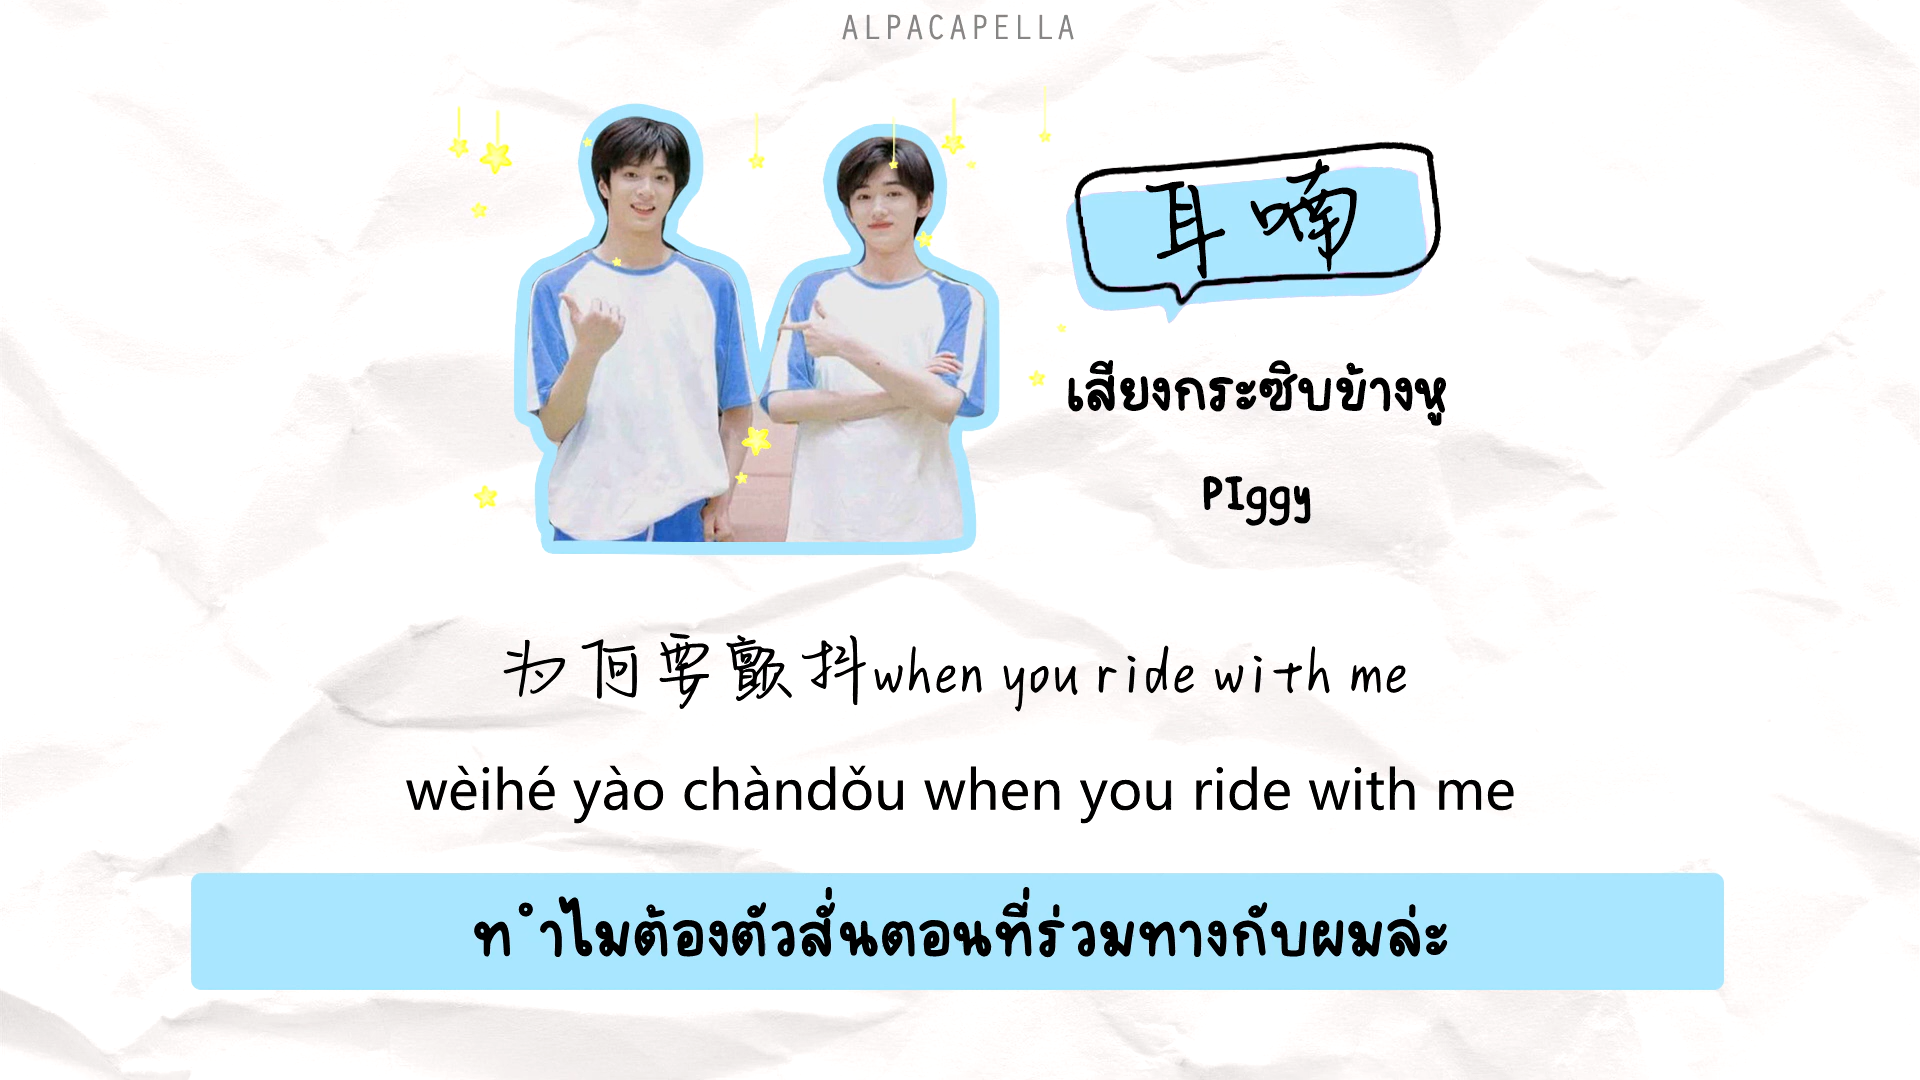 ALPACAPELLA
耳喃
เสียงกระซิบข้างหู
PIggy
为何要颤抖when you ride with me
wèihé yào chàndǒu when you ride with me
ทำไมต้องตัวสั่นตอนที่ร่วมทางกับผมล่ะ